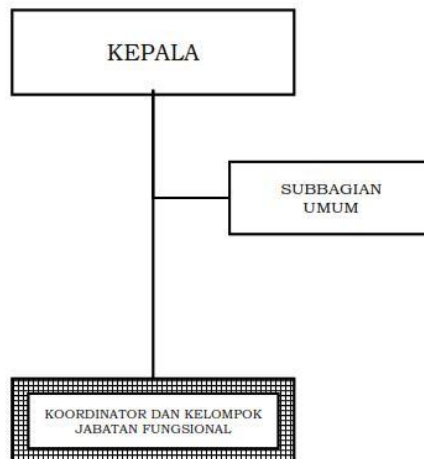 KEPALA
SUBBAGIAN
UMUM
KOORDINATOR DAN KELOMPOK
JABATAN FUNGSIONAL